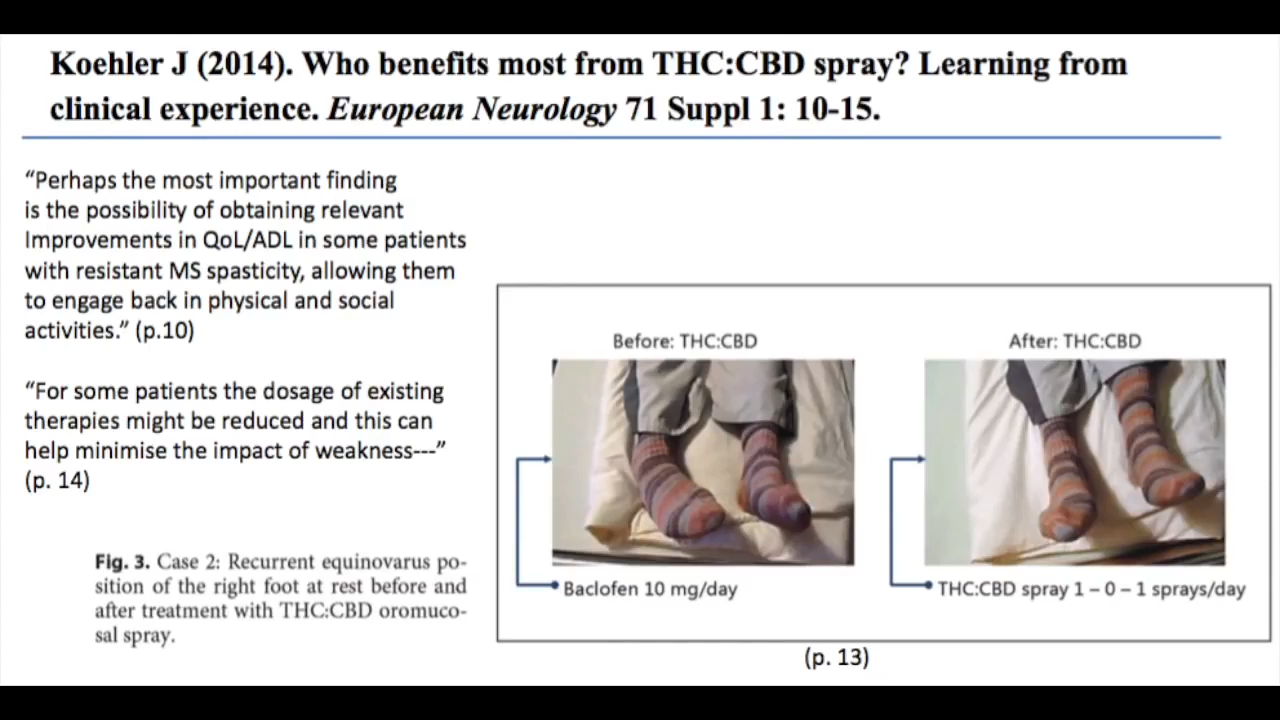 Koehler J (2014). Who benefits most from THC:CBD spray? Learning from
clinical experience. European Neurology 71 Suppl 1: 10-15.
“Perhaps the most important finding
is the possibility of obtaining relevant
Improvements in QoL/ADL in some patients
with resistant MS spasticity, allowing them
to engage back in physical and social
activities.” (p.10)
“For some patients the dosage of existing
therapies might be reduced and this can
help minimise the impact of weakness---”
(p. 14)
Fig. 3. Case 2: Recurrent equinovarus po-
sition of the right foot at rest before and
after treatment with THC:CBD oromuco-
sal spray.
Before: THC:CBD
Baclofen 10 mg/day
After: THC:CBD
THC:CBD spray 1 – 0 – 1 sprays/day
(p. 13)